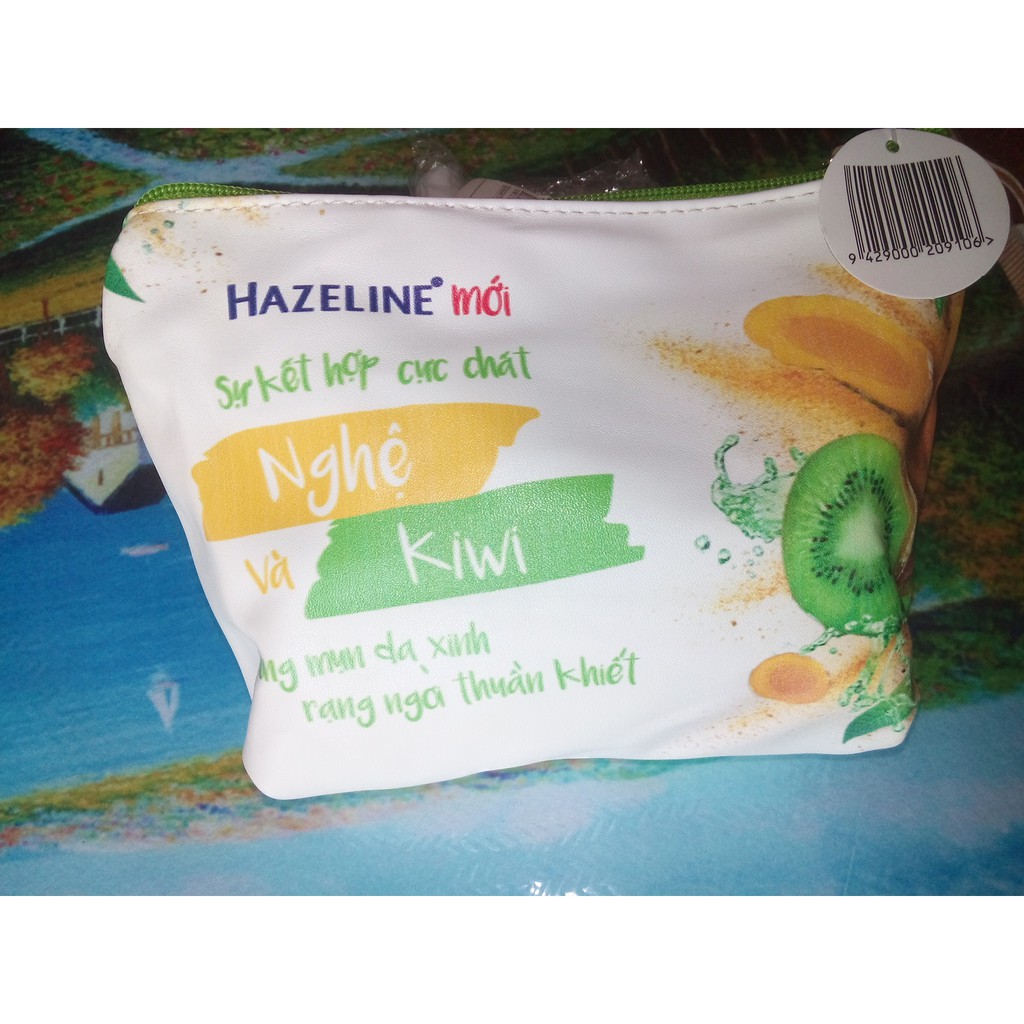 HAZELINE® mới
Sự kết hợp cực chất
Nghệ
và Kiwi
mụn da xinh
rạng ngời thuần khiết
9 429000 209106 >